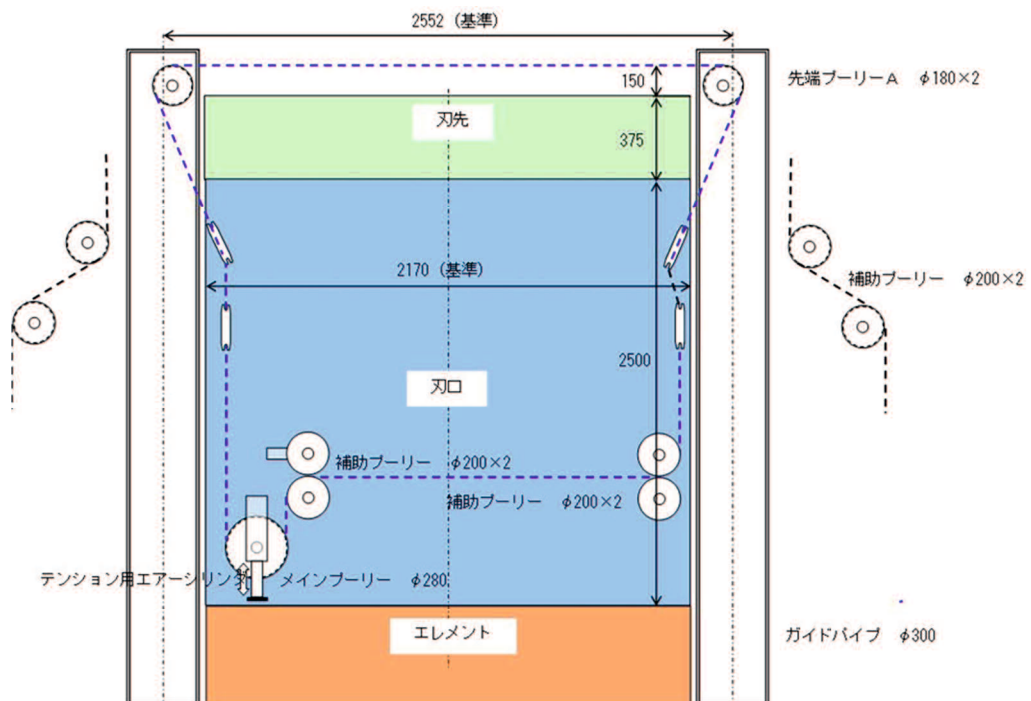 2552 (基準)
先端プーリーA φ180×2
150
刃先
375
2170 (基準)
補助プーリー φ200×2
2500
刃口
補助プーリー φ200×2
補助プーリー φ200×2
テンション用エアーシリンダ
メインプーリー φ280
エレメント
ガイドパイプ φ300